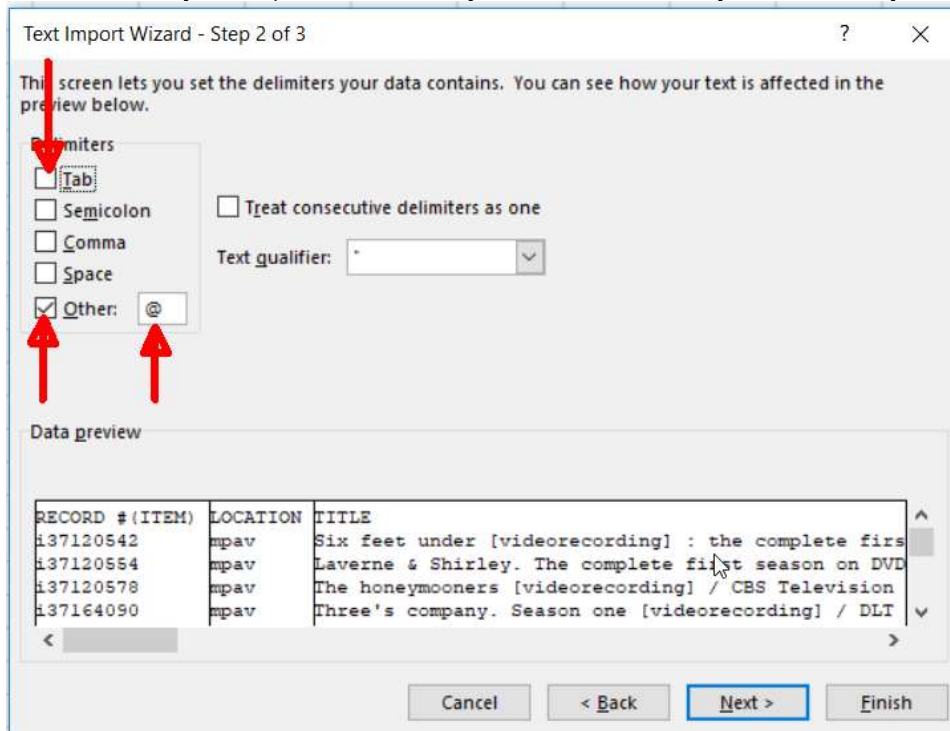 Text Import Wizard - Step 2 of 3
?
This screen lets you set the delimiters your data contains. You can see how your text is affected in the
preview below.
Delimiters
Tab
Semicolon
Treat consecutive delimiters as one
Comma
Text qualifier: "
Space
Other: @
Data preview
RECORD #(ITEM) LOCATION TITLE
i37120542 mpav Six feet under [videorecording] : the complete firs
i37120554 mpav Laverne & Shirley. The complete first season on DVD
i37120578 mpav The honeymooners [videorecording] / CBS Television
i37164090 mpav Three's company. Season one [videorecording] / DLT
Cancel < Back Next > Finish